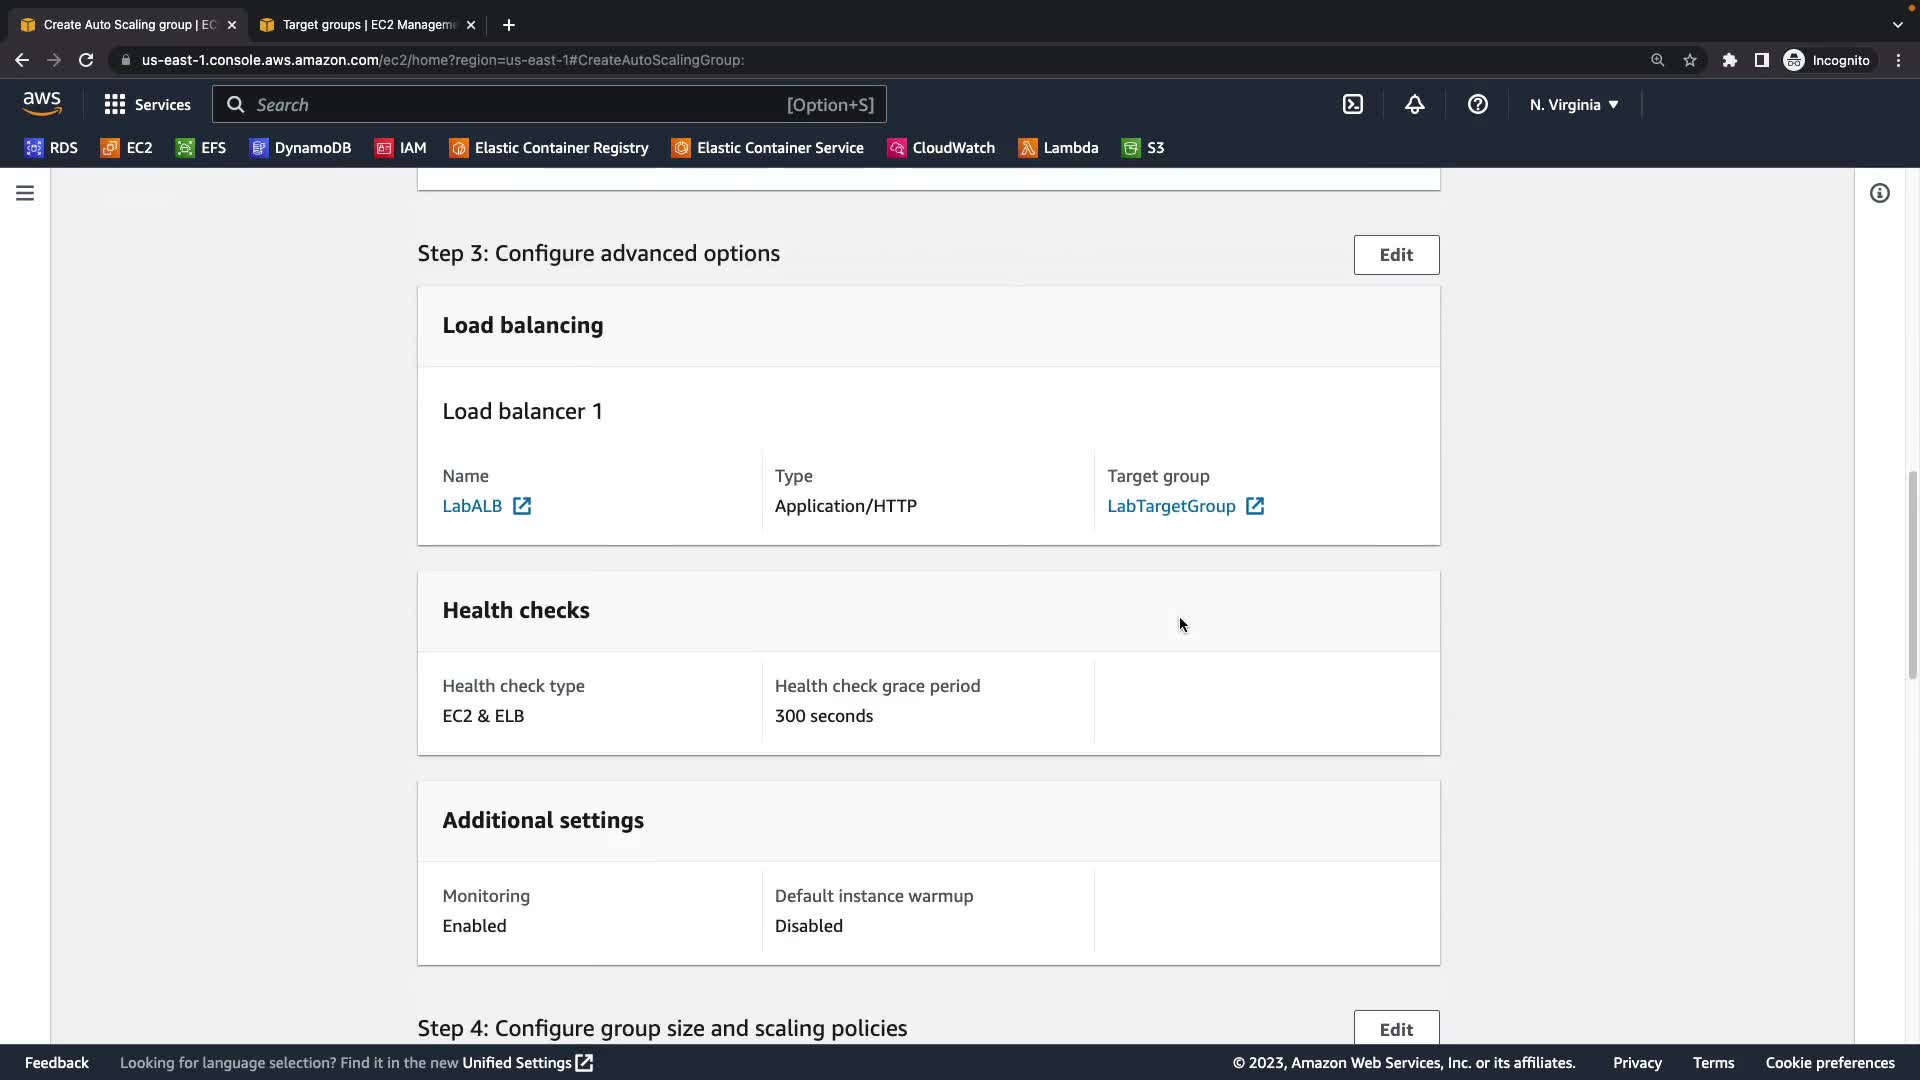 Create Auto Scaling group | EC
Target groups | EC2 Managem
us-east-1.console.aws.amazon.com/ec2/home?region=us-east-1#CreateAutoScalingGroup:
Incognito
aws
Services
Search
[Option+S]
N. Virginia
RDS
EC2
EFS
DynamoDB
IAM
Elastic Container Registry
Elastic Container Service
CloudWatch
Lambda
S3
Step 3: Configure advanced options
Edit
Load balancing
Load balancer 1
Name
Type
Target group
LabALB
Application/HTTP
LabTargetGroup
Health checks
Health check type
Health check grace period
EC2 & ELB
300 seconds
Additional settings
Monitoring
Default instance warmup
Enabled
Disabled
Step 4: Configure group size and scaling policies
Edit
Feedback
Looking for language selection? Find it in the new Unified Settings
© 2023, Amazon Web Services, Inc. or its affiliates.
Privacy
Terms
Cookie preferences